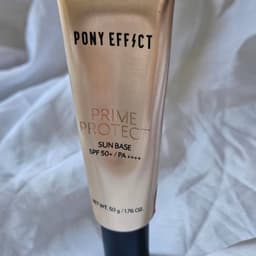 PONY EFFECT
PRIME
PROTECT
SUN BASE
SPF 50+ / PA ++++
NET WT. 50 g / 1.76 OZ.